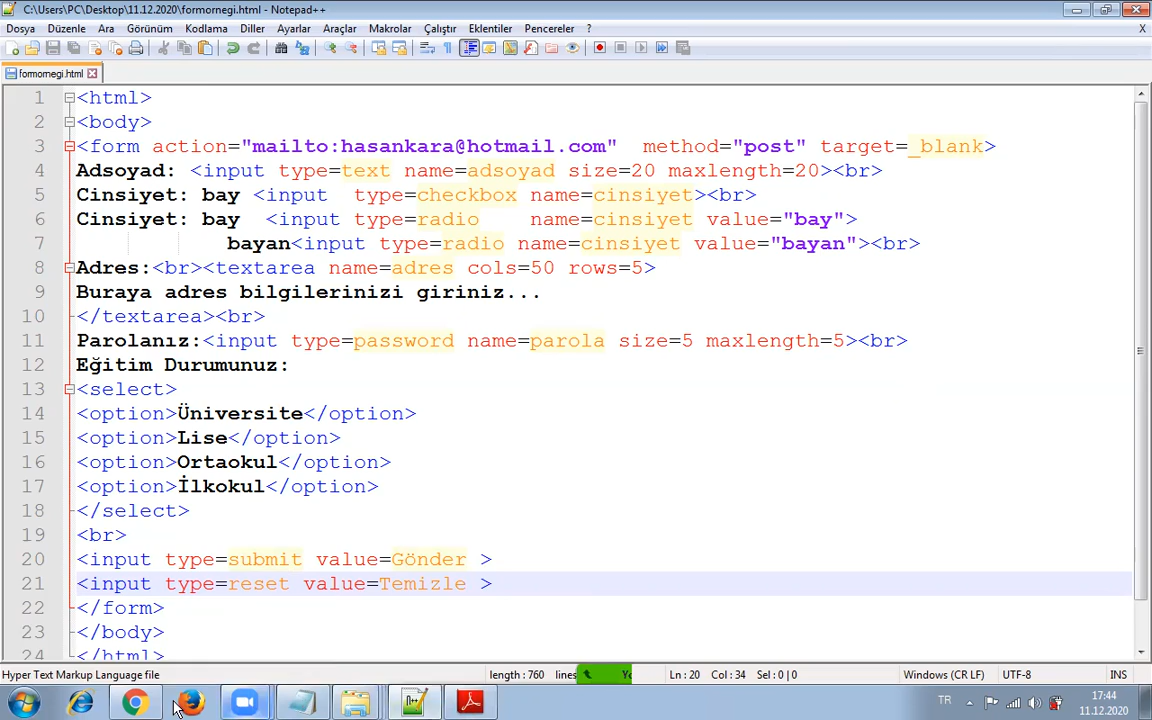 C:\Users\PC\Desktop\11.12.2020\formornegi.html - Notepad++
Dosya Düzenle Ara Görünüm Kodlama Diller Ayarlar Araçlar Makrolar Çalıştır Eklentiler Pencereler ? X
formornegi.html
1 <html>
2 <body>
3 <form action="mailto:hasankara@hotmail.com" method="post" target=_blank>
4 Adsoyad: <input type=text name=adsoyad size=20 maxlength=20><br>
5 Cinsiyet: bay <input type=checkbox name=cinsiyet><br>
6 Cinsiyet: bay <input type=radio name=cinsiyet value="bay">
7 bayan<input type=radio name=cinsiyet value="bayan"><br>
8 Adres:<br><textarea name=adres cols=50 rows=5>
9 Buraya adres bilgilerinizi giriniz...
10 </textarea><br>
11 Parolanız:<input type=password name=parola size=5 maxlength=5><br>
12 Eğitim Durumunuz:
13 <select>
14 <option>Üniversite</option>
15 <option>Lise</option>
16 <option>Ortaokul</option>
17 <option>İlkokul</option>
18 </select>
19 <br>
20 <input type=submit value=Gönder >
21 <input type=reset value=Temizle >
22 </form>
23 </body>
24 </html>
Hyper Text Markup Language file length : 760 lines Ln : 20 Col : 34 Sel : 0 | 0 Windows (CR LF) UTF-8 INS
TR 17:44
11.12.2020